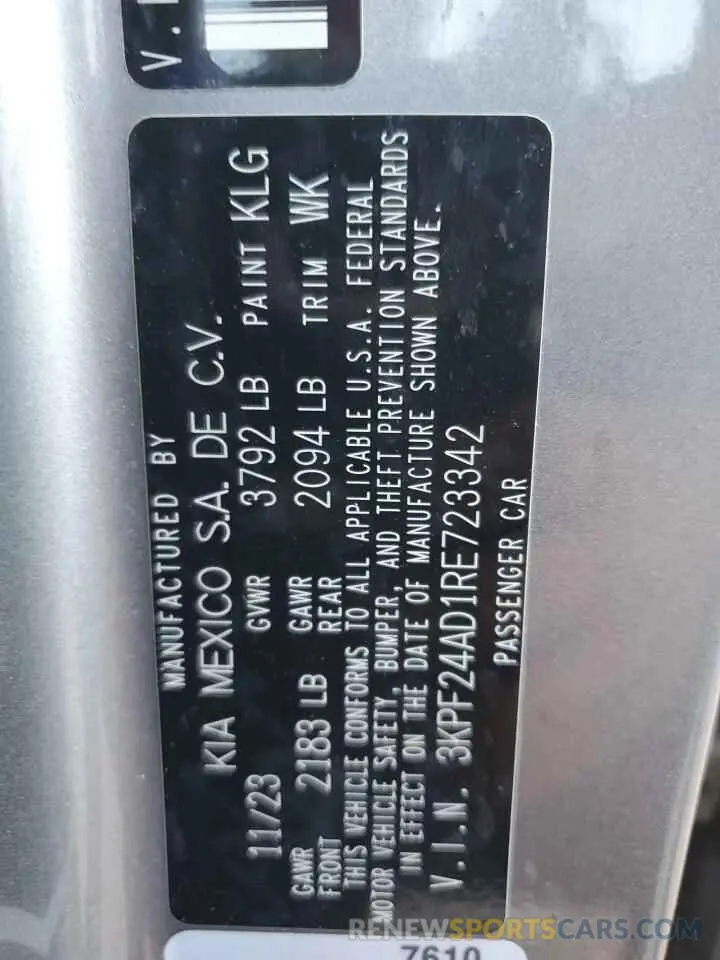 V.I
MANUFACTURED BY
KIA MEXICO S.A. DE C.V.
11/23 GVWR 3792 LB PAINT KLG
GAWR FRONT 2183 LB GAWR REAR 2094 LB TRIM WK
THIS VEHICLE CONFORMS TO ALL APPLICABLE U.S.A. FEDERAL
MOTOR VEHICLE SAFETY, BUMPER, AND THEFT PREVENTION STANDARDS
IN EFFECT ON THE DATE OF MANUFACTURE SHOWN ABOVE.
V.I.N. 3KPF24AD1RE723342
PASSENGER CAR
7610
RENEWSPORTSCARS.COM